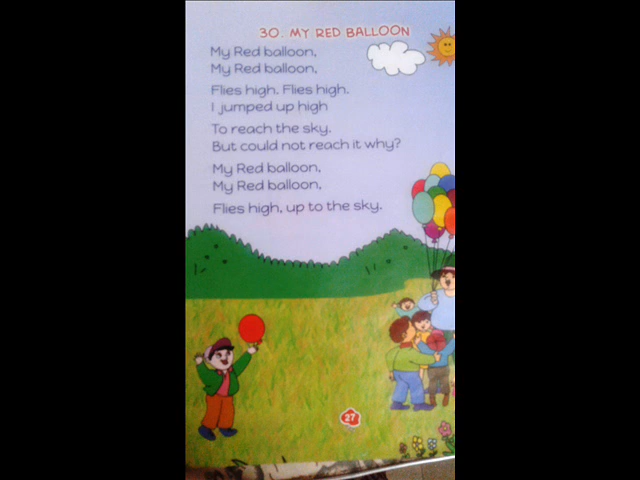 30. MY RED BALLOON
My Red balloon,
My Red balloon,
Flies high. Flies high.
I jumped up high
To reach the sky.
But could not reach it why?
My Red balloon,
My Red balloon,
Flies high, up to the sky.
27